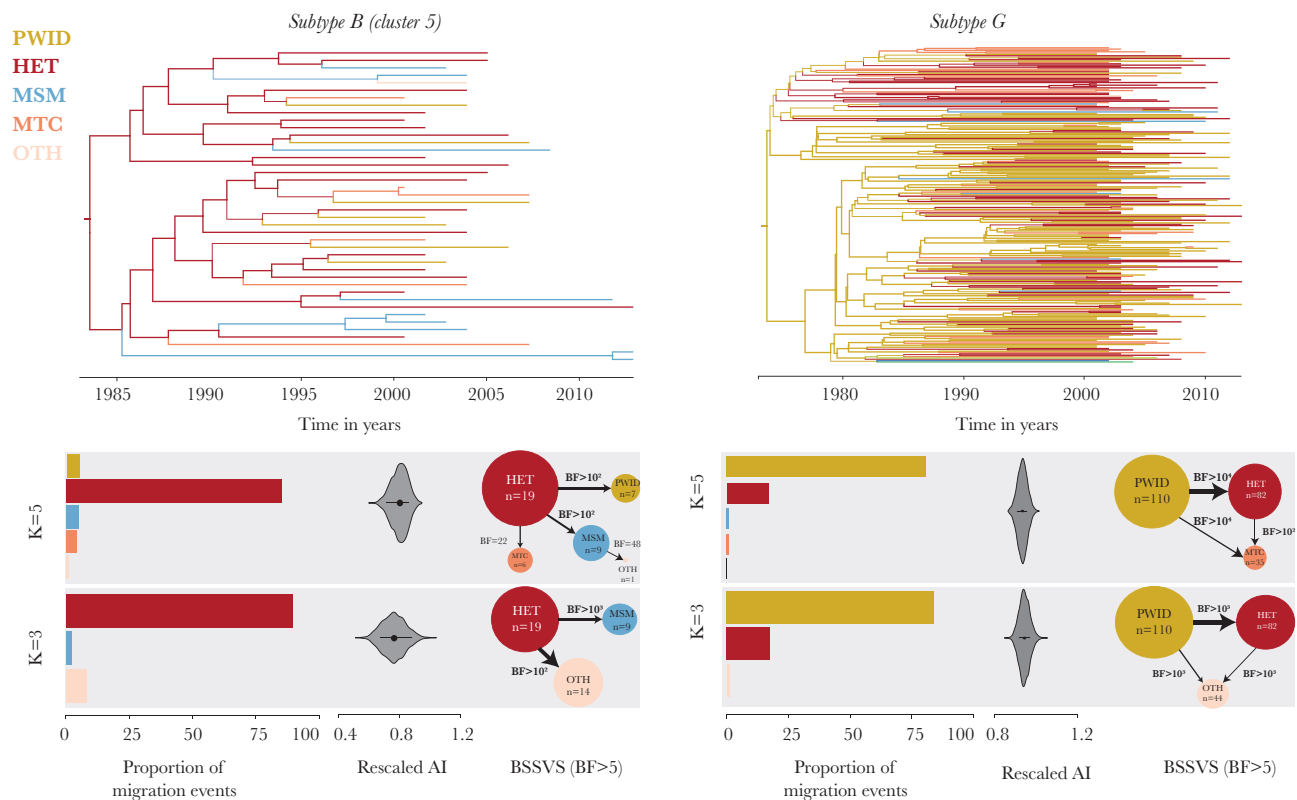 Subtype B (cluster 5)
PWID
HET
MSM
MTC
OTH
1985 1990 1995 2000 2005 2010
Time in years
K=5
HET
n=19
BF>10²
PWID
n=7
BF>10²
BF=22
MTC
n=6
MSM
n=9
BF=48
OTH
n=1
K=3
HET
n=19
BF>10³
MSM
n=9
BF>10²
OTH
n=14
0 25 50 75 100
Proportion of
migration events
0.4 0.8 1.2
Rescaled AI
BSSVS (BF>5)
Subtype G
1980 1990 2000 2010
Time in years
K=5
PWID
n=110
BF>10⁴
HET
n=82
BF>10⁴
BF>10²
MTC
n=35
K=3
PWID
n=110
BF>10³
HET
n=82
BF>10³
BF>10³
OTH
n=44
0 25 50 75 100
Proportion of
migration events
0.8 1.2
Rescaled AI
BSSVS (BF>5)